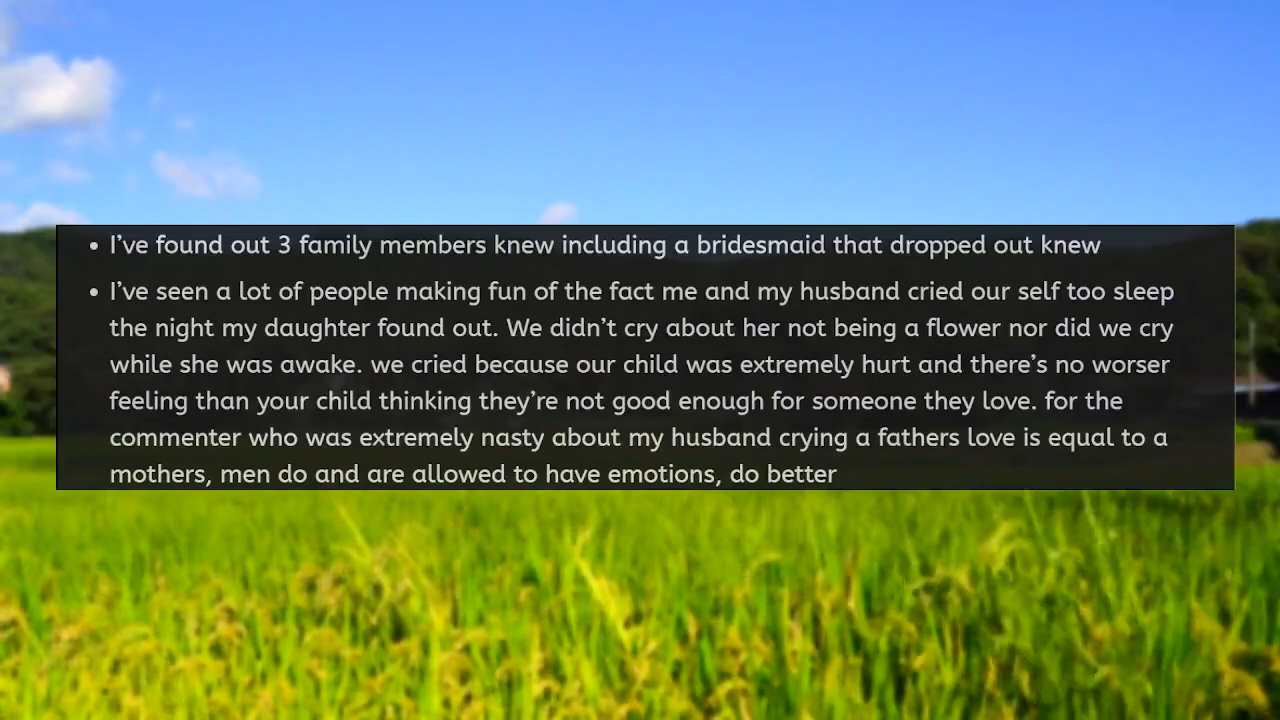 • I've found out 3 family members knew including a bridesmaid that dropped out knew
• I've seen a lot of people making fun of the fact me and my husband cried our self too sleep
the night my daughter found out. We didn't cry about her not being a flower nor did we cry
while she was awake. we cried because our child was extremely hurt and there's no worser
feeling than your child thinking they're not good enough for someone they love. for the
commenter who was extremely nasty about my husband crying a fathers love is equal to a
mothers, men do and are allowed to have emotions, do better